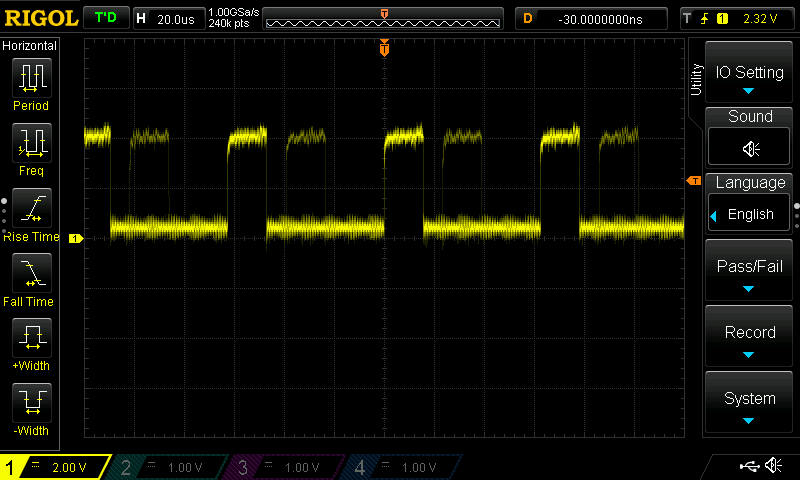 RIGOL T'D H 20.0us 1.00GSa/s 240k pts T D -30.0000000ns T 1 2.32 V
Horizontal
Period
Freq
Rise Time
Fall Time
+Width
-Width
T
T
1
Utility
IO Setting
Sound
Language
English
Pass/Fail
Record
System
1 2.00 V 2 1.00 V 3 1.00 V 4 1.00 V